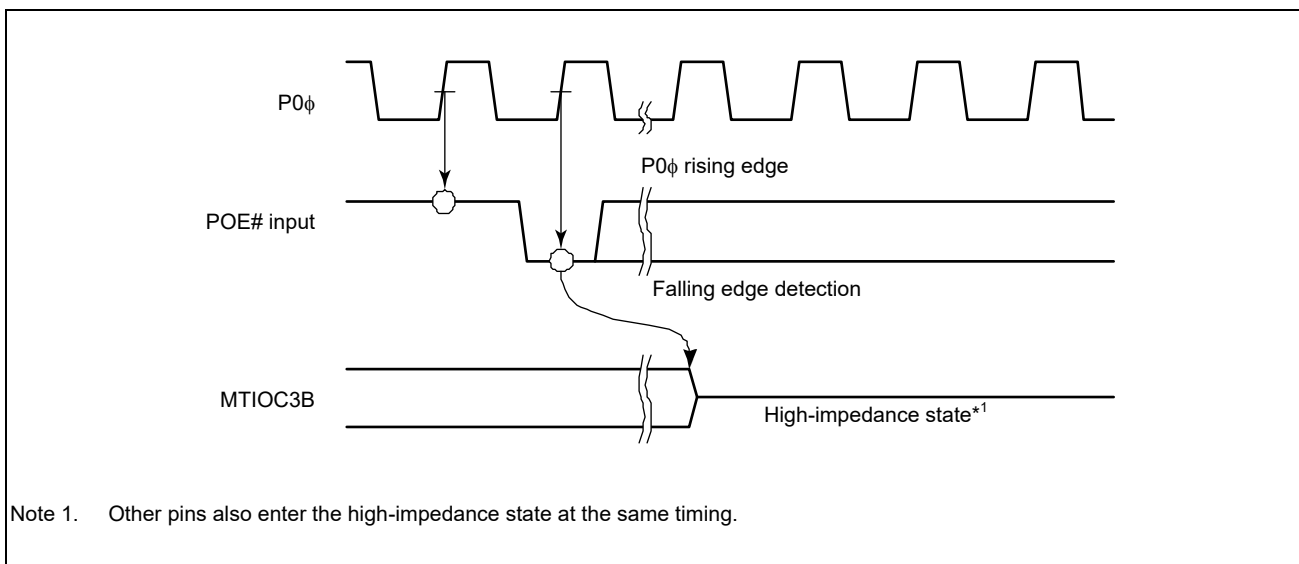 P0ϕ
P0ϕ rising edge
POE# input
Falling edge detection
MTIOC3B
High-impedance state*1
Note 1. Other pins also enter the high-impedance state at the same timing.